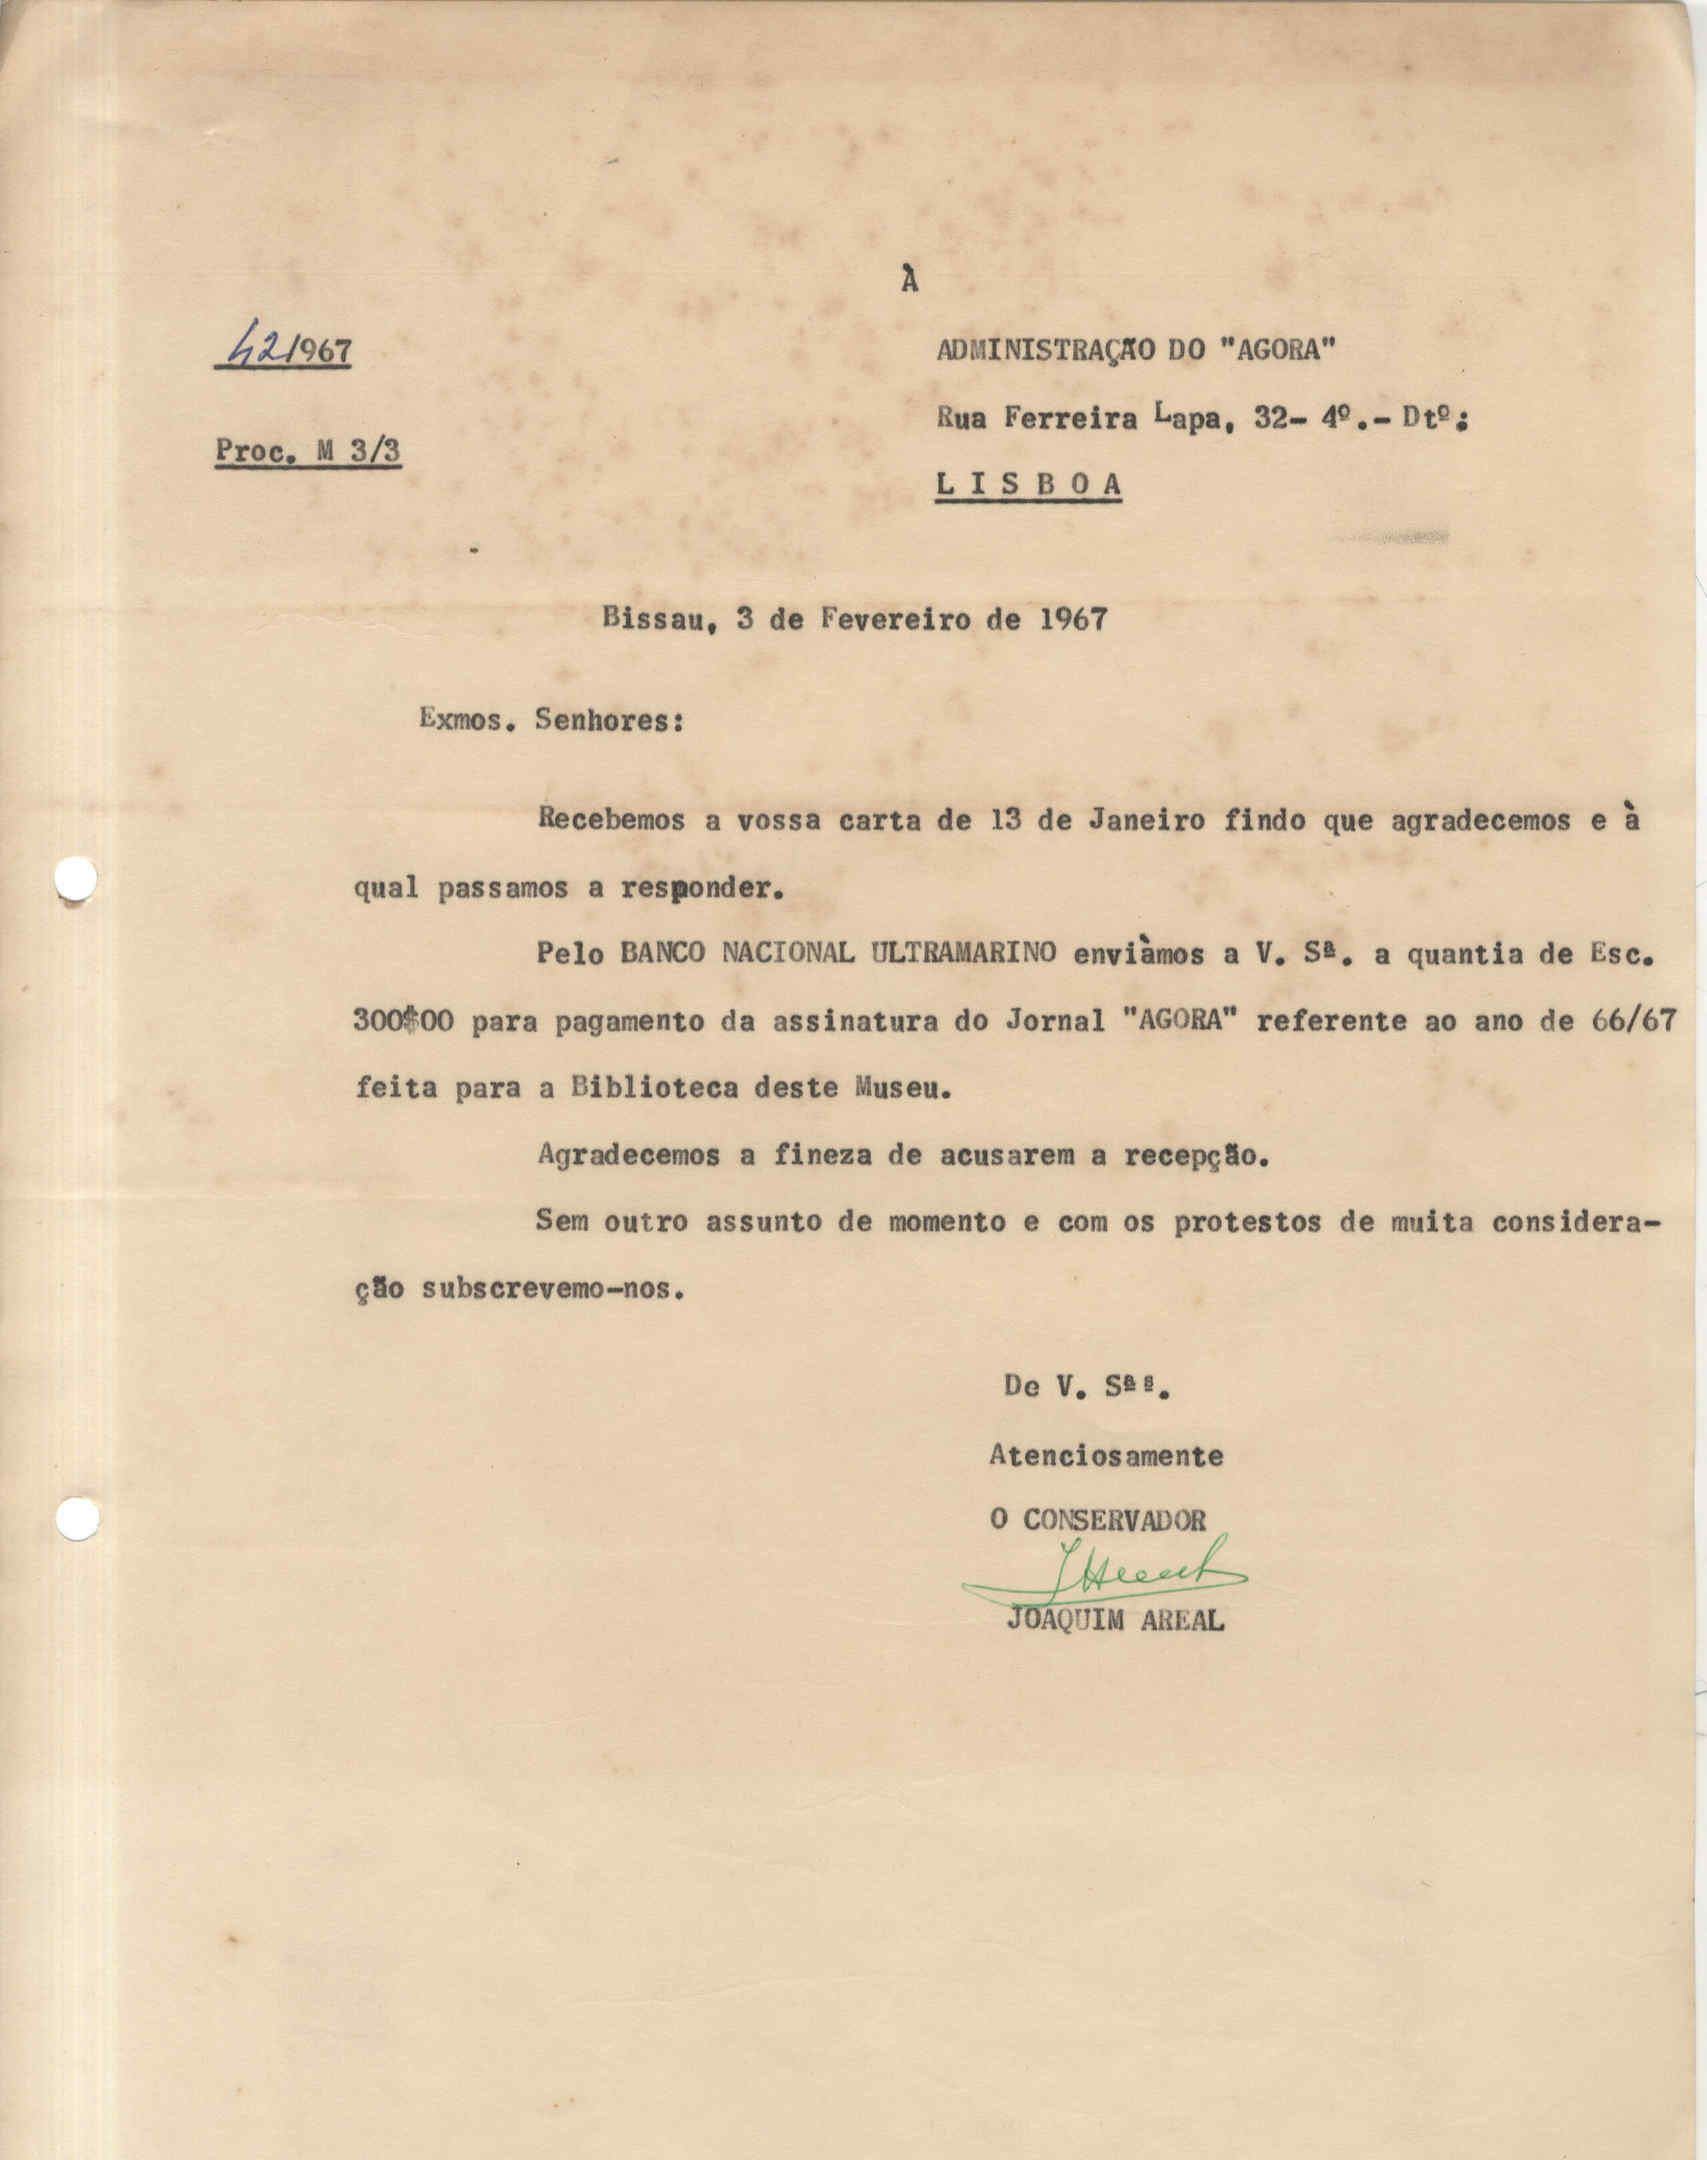 À
42/1967
ADMINISTRAÇÃO DO "AGORA"
Rua Ferreira Lapa, 32- 4º.- Dtº:
Proc. M 3/3
L I S B O A
Bissau, 3 de Fevereiro de 1967
Exmos. Senhores:
Recebemos a vossa carta de 13 de Janeiro findo que agradecemos e à
qual passamos a responder.
Pelo BANCO NACIONAL ULTRAMARINO enviàmos a V. Sª. a quantia de Esc.
300$00 para pagamento da assinatura do Jornal "AGORA" referente ao ano de 66/67
feita para a Biblioteca deste Museu.
Agradecemos a fineza de acusarem a recepção.
Sem outro assunto de momento e com os protestos de muita considera-
ção subscrevemo-nos.
De V. Sªs.
Atenciosamente
O CONSERVADOR
JOAQUIM AREAL